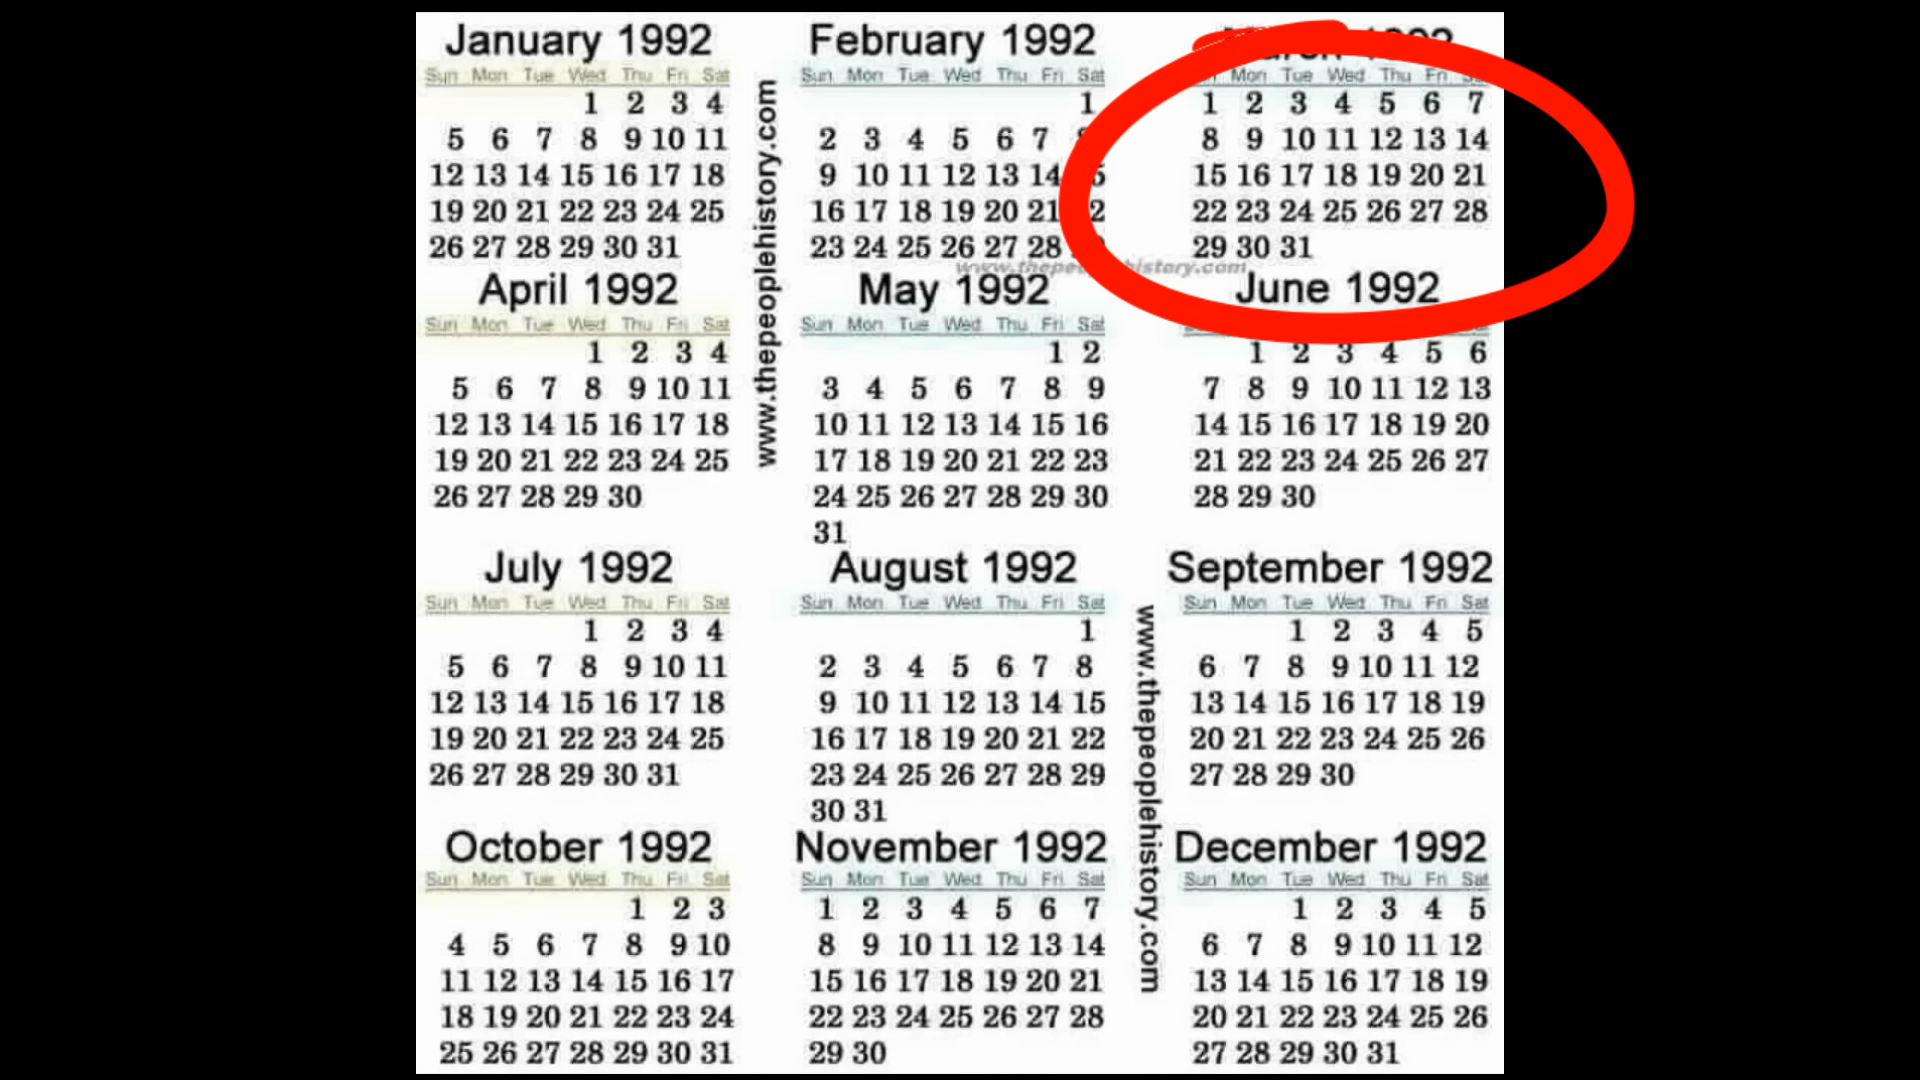 January 1992
Sun Mon Tue Wed Thu Fri Sat
1 2 3 4
5 6 7 8 9 10 11
12 13 14 15 16 17 18
19 20 21 22 23 24 25
26 27 28 29 30 31
February 1992
Sun Mon Tue Wed Thu Fri Sat
1
2 3 4 5 6 7
9 10 11 12 13 14
16 17 18 19 20 21
23 24 25 26 27 28
March 1992
Mon Tue Wed Thu Fri
1 2 3 4 5 6 7
8 9 10 11 12 13 14
15 16 17 18 19 20 21
22 23 24 25 26 27 28
29 30 31
www.thepeoplehistory.com
www.thepeoplehistory.com
April 1992
Sun Mon Tue Wed Thu Fri Sat
1 2 3 4
5 6 7 8 9 10 11
12 13 14 15 16 17 18
19 20 21 22 23 24 25
26 27 28 29 30
May 1992
Sun Mon Tue Wed Thu Fri Sat
1 2
3 4 5 6 7 8 9
10 11 12 13 14 15 16
17 18 19 20 21 22 23
24 25 26 27 28 29 30
31
June 1992
1 2 3 4 5 6
7 8 9 10 11 12 13
14 15 16 17 18 19 20
21 22 23 24 25 26 27
28 29 30
July 1992
Sun Mon Tue Wed Thu Fri Sat
1 2 3 4
5 6 7 8 9 10 11
12 13 14 15 16 17 18
19 20 21 22 23 24 25
26 27 28 29 30 31
August 1992
Sun Mon Tue Wed Thu Fri Sat
1
2 3 4 5 6 7 8
9 10 11 12 13 14 15
16 17 18 19 20 21 22
23 24 25 26 27 28 29
30 31
September 1992
Sun Mon Tue Wed Thu Fri Sat
1 2 3 4 5
6 7 8 9 10 11 12
13 14 15 16 17 18 19
20 21 22 23 24 25 26
27 28 29 30
www.thepeoplehistory.com
October 1992
Sun Mon Tue Wed Thu Fri Sat
1 2 3
4 5 6 7 8 9 10
11 12 13 14 15 16 17
18 19 20 21 22 23 24
25 26 27 28 29 30 31
November 1992
Sun Mon Tue Wed Thu Fri Sat
1 2 3 4 5 6 7
8 9 10 11 12 13 14
15 16 17 18 19 20 21
22 23 24 25 26 27 28
29 30
December 1992
Sun Mon Tue Wed Thu Fri Sat
1 2 3 4 5
6 7 8 9 10 11 12
13 14 15 16 17 18 19
20 21 22 23 24 25 26
27 28 29 30 31